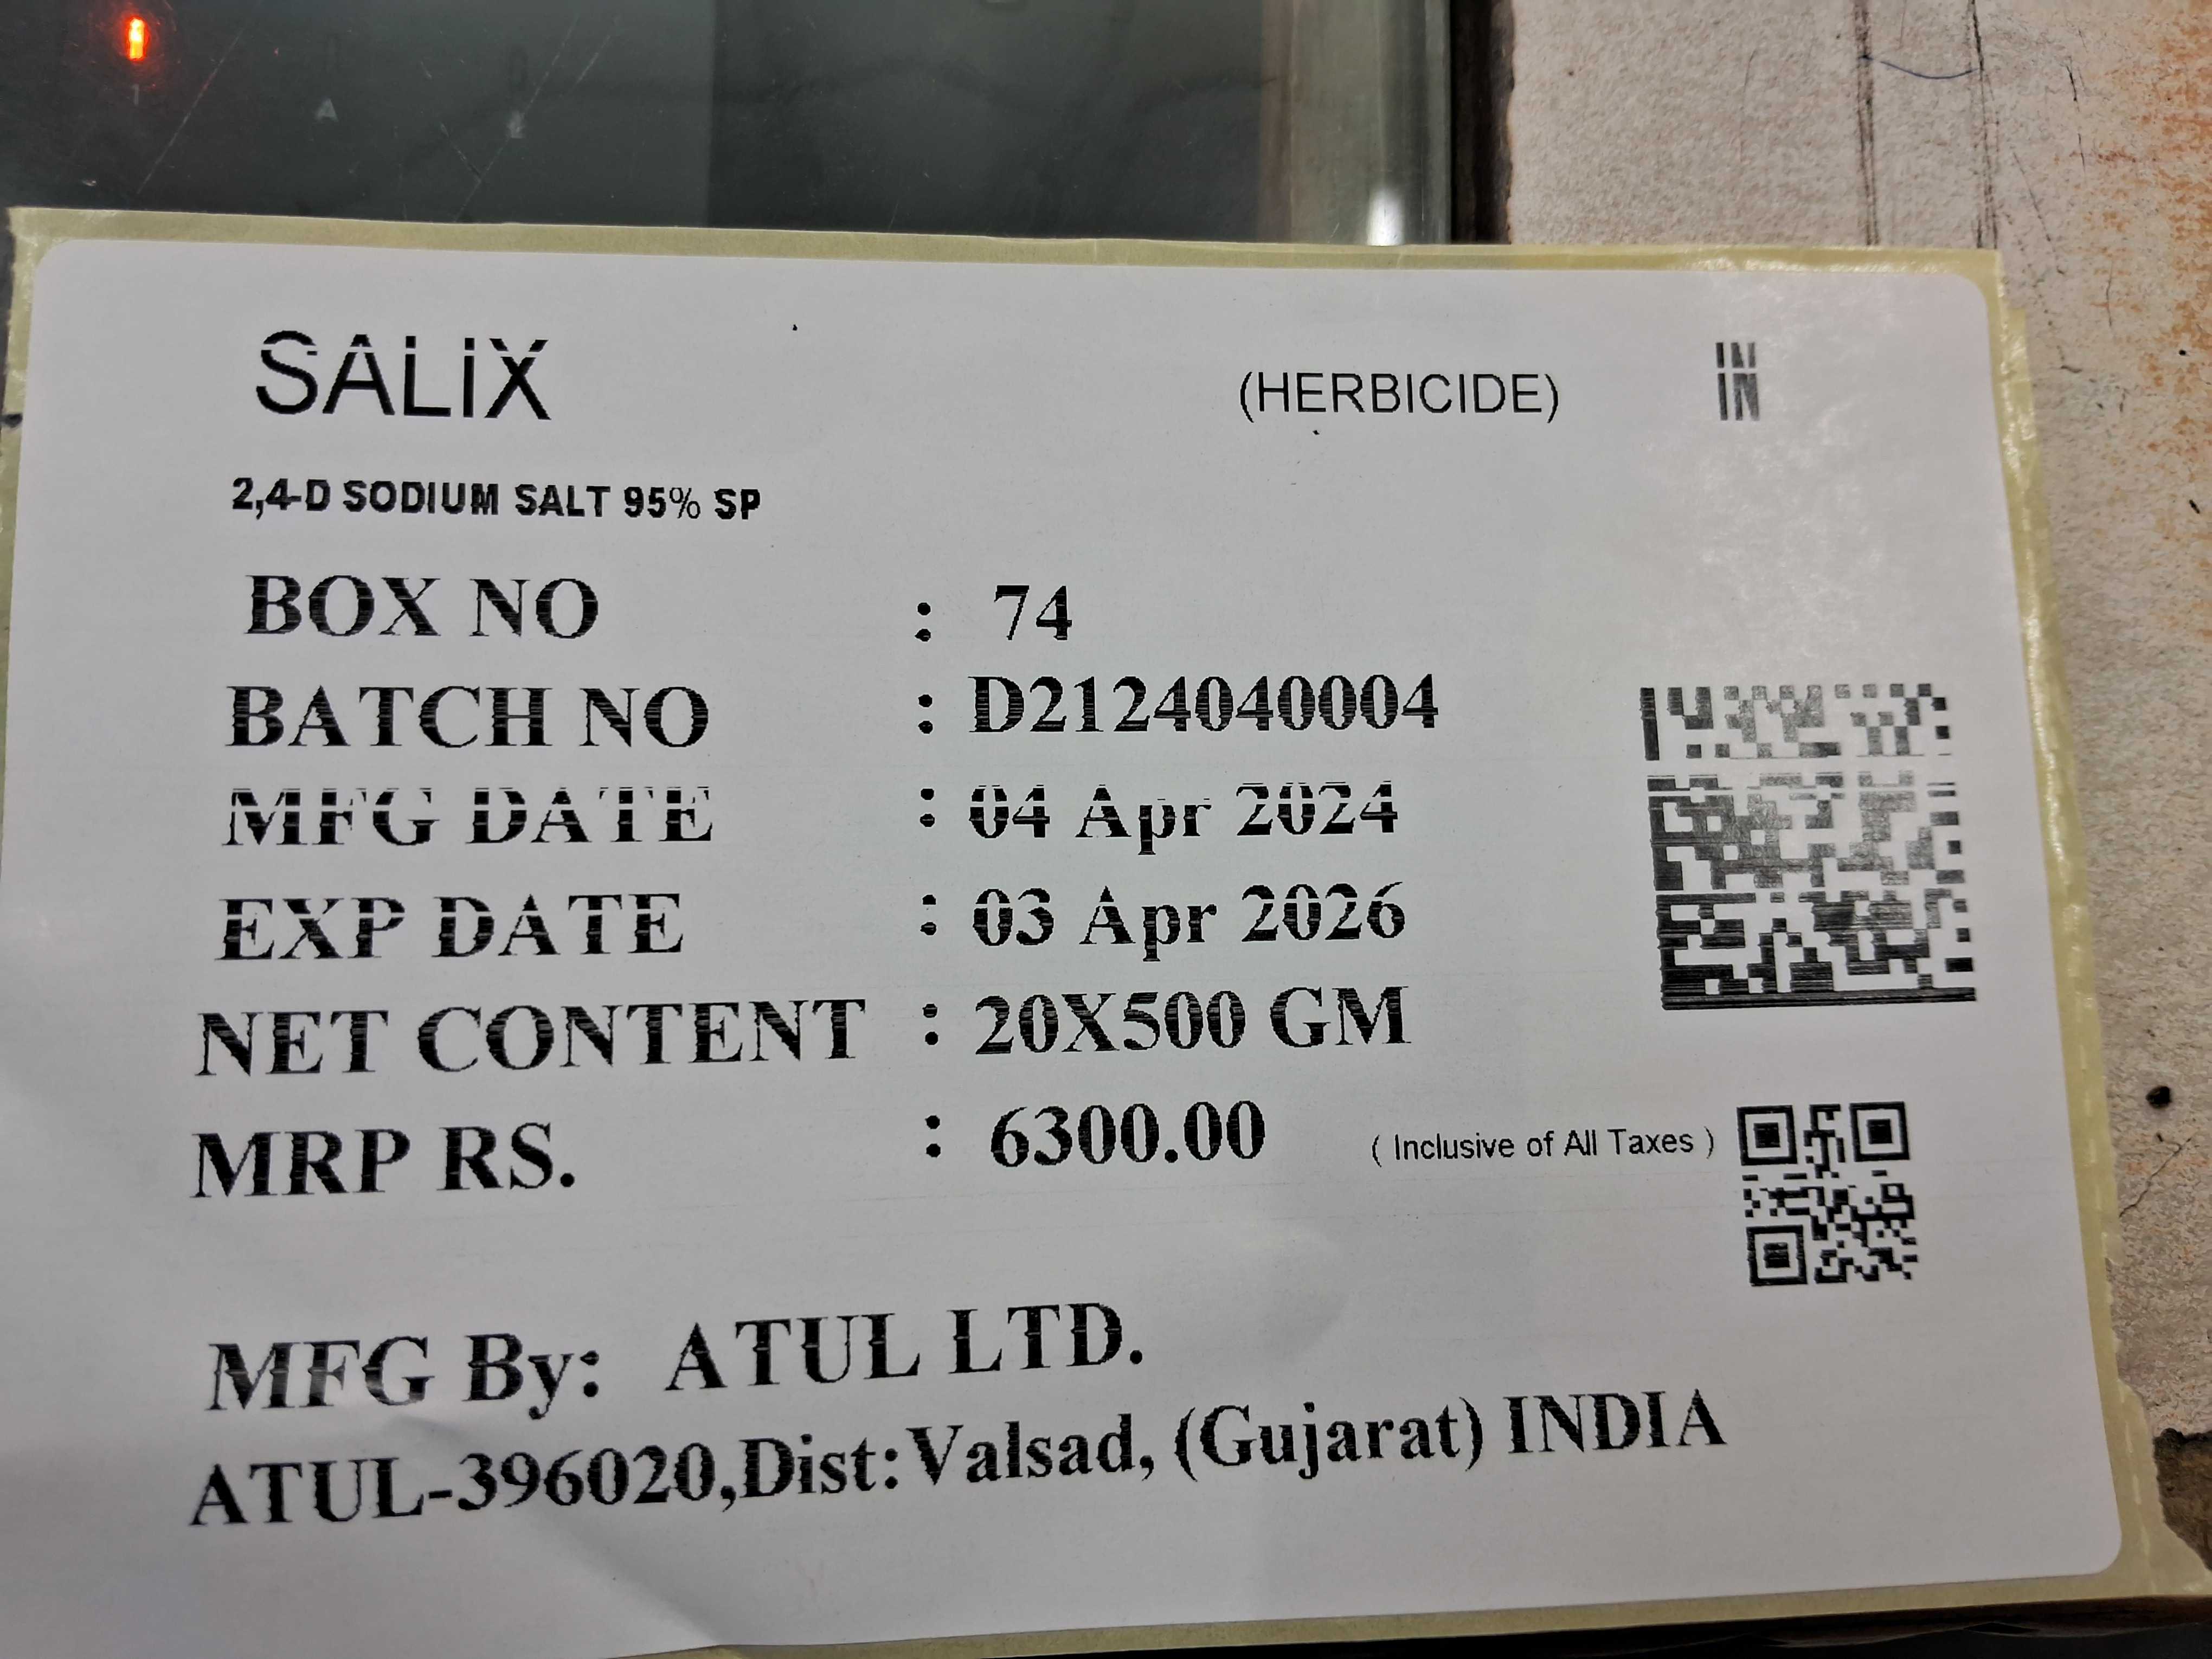 SALiX (HERBICIDE) IN
IN
2,4-D SODIUM SALT 95% SP
BOX NO : 74
BATCH NO : D2124040004
MFG DATE : 04 Apr 2024
EXP DATE : 03 Apr 2026
NET CONTENT : 20X500 GM
MRP RS. : 6300.00 ( Inclusive of All Taxes )
MFG By: ATUL LTD.
ATUL-396020,Dist:Valsad, (Gujarat) INDIA